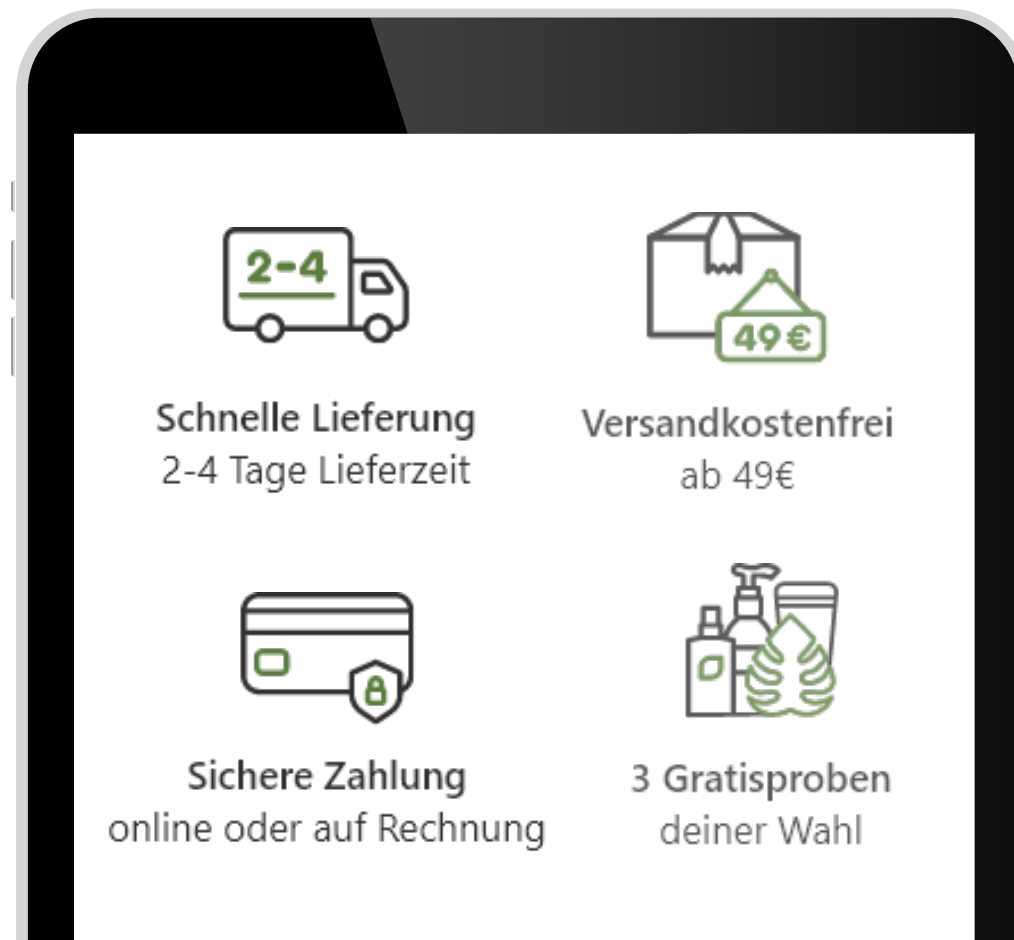 2-4
49 €
Schnelle Lieferung
2-4 Tage Lieferzeit
Versandkostenfrei
ab 49€
Sichere Zahlung
online oder auf Rechnung
3 Gratisproben
deiner Wahl